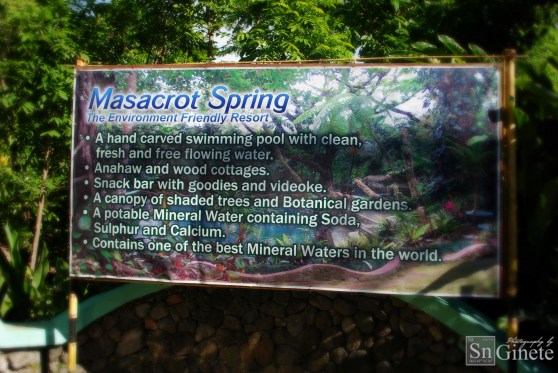 Masacrot Spring
The Environment Friendly Resort
• A hand carved swimming pool with clean,
fresh and free flowing water.
• Anahaw and wood cottages.
• Snack bar with goodies and videoke.
• A canopy of shaded trees and Botanical gardens.
• A potable Mineral Water containing Soda,
Sulphur and Calcium.
• Contains one of the best Mineral Waters in the world.
Sn
Photography by
Ginete